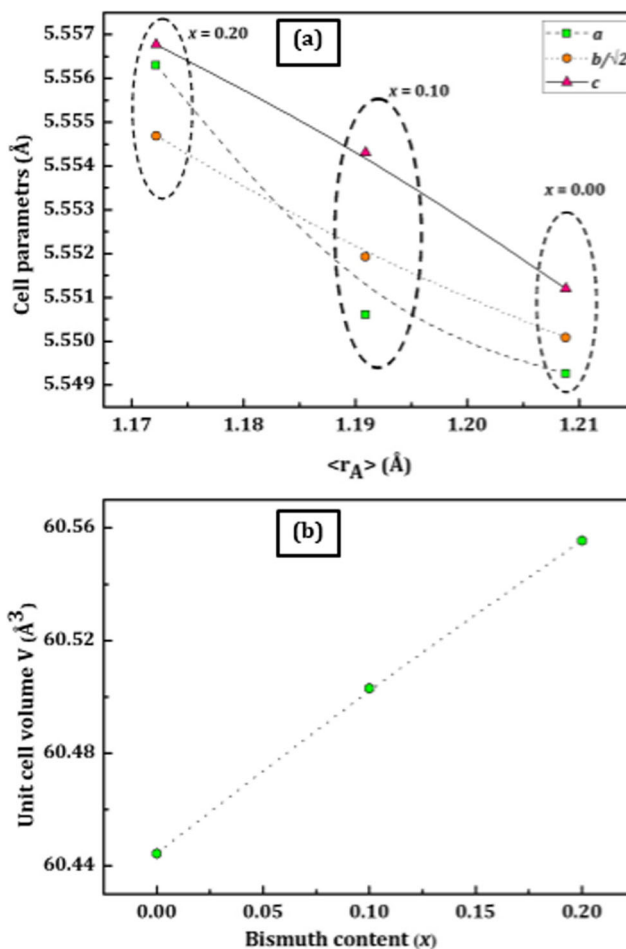 (a)
x = 0.20
x = 0.10
x = 0.00
a
b/√2
c
5.557
5.556
5.555
5.554
5.553
5.552
5.551
5.550
5.549
Cell parametrs (Å)
1.17 1.18 1.19 1.20 1.21
<rA> (Å)
(b)
60.56
60.52
60.48
60.44
Unit cell volume V (Å3)
0.00 0.05 0.10 0.15 0.20
Bismuth content (x)